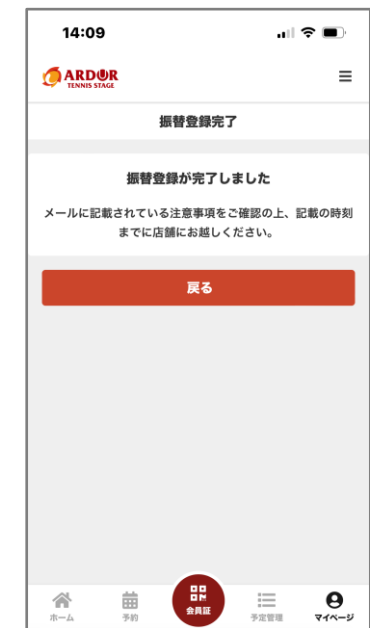 14:09
ARDOR
TENNIS STAGE
振替登録完了
振替登録が完了しました
メールに記載されている注意事項をご確認の上、記載の時刻
までに店舗にお越しください。
戻る
ホーム
予約
会員証
予定管理
マイページ